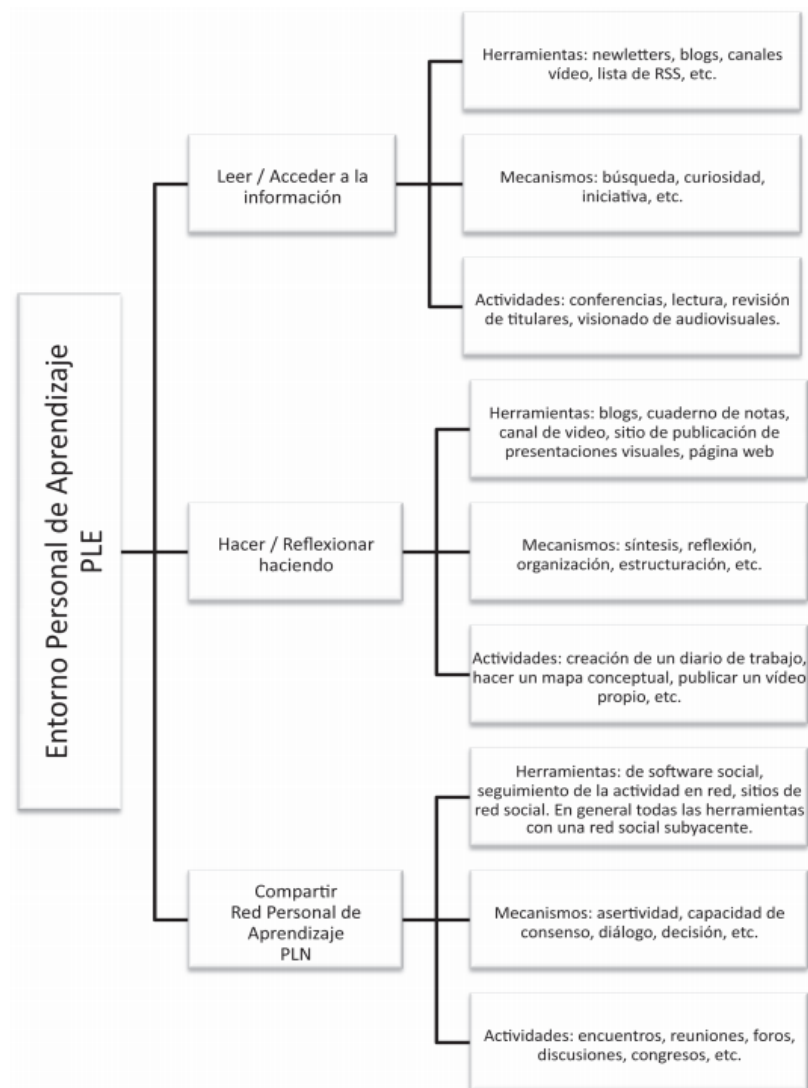 Entorno Personal de Aprendizaje
PLE
Leer / Acceder a la
información
Herramientas: newletters, blogs, canales
vídeo, lista de RSS, etc.
Mecanismos: búsqueda, curiosidad,
iniciativa, etc.
Actividades: conferencias, lectura, revisión
de titulares, visionado de audiovisuales.
Hacer / Reflexionar
haciendo
Herramientas: blogs, cuaderno de notas,
canal de video, sitio de publicación de
presentaciones visuales, página web
Mecanismos: síntesis, reflexión,
organización, estructuración, etc.
Actividades: creación de un diario de trabajo,
hacer un mapa conceptual, publicar un vídeo
propio, etc.
Compartir
Red Personal de
Aprendizaje
PLN
Herramientas: de software social,
seguimiento de la actividad en red, sitios de
red social. En general todas las herramientas
con una red social subyacente.
Mecanismos: asertividad, capacidad de
consenso, diálogo, decisión, etc.
Actividades: encuentros, reuniones, foros,
discusiones, congresos, etc.